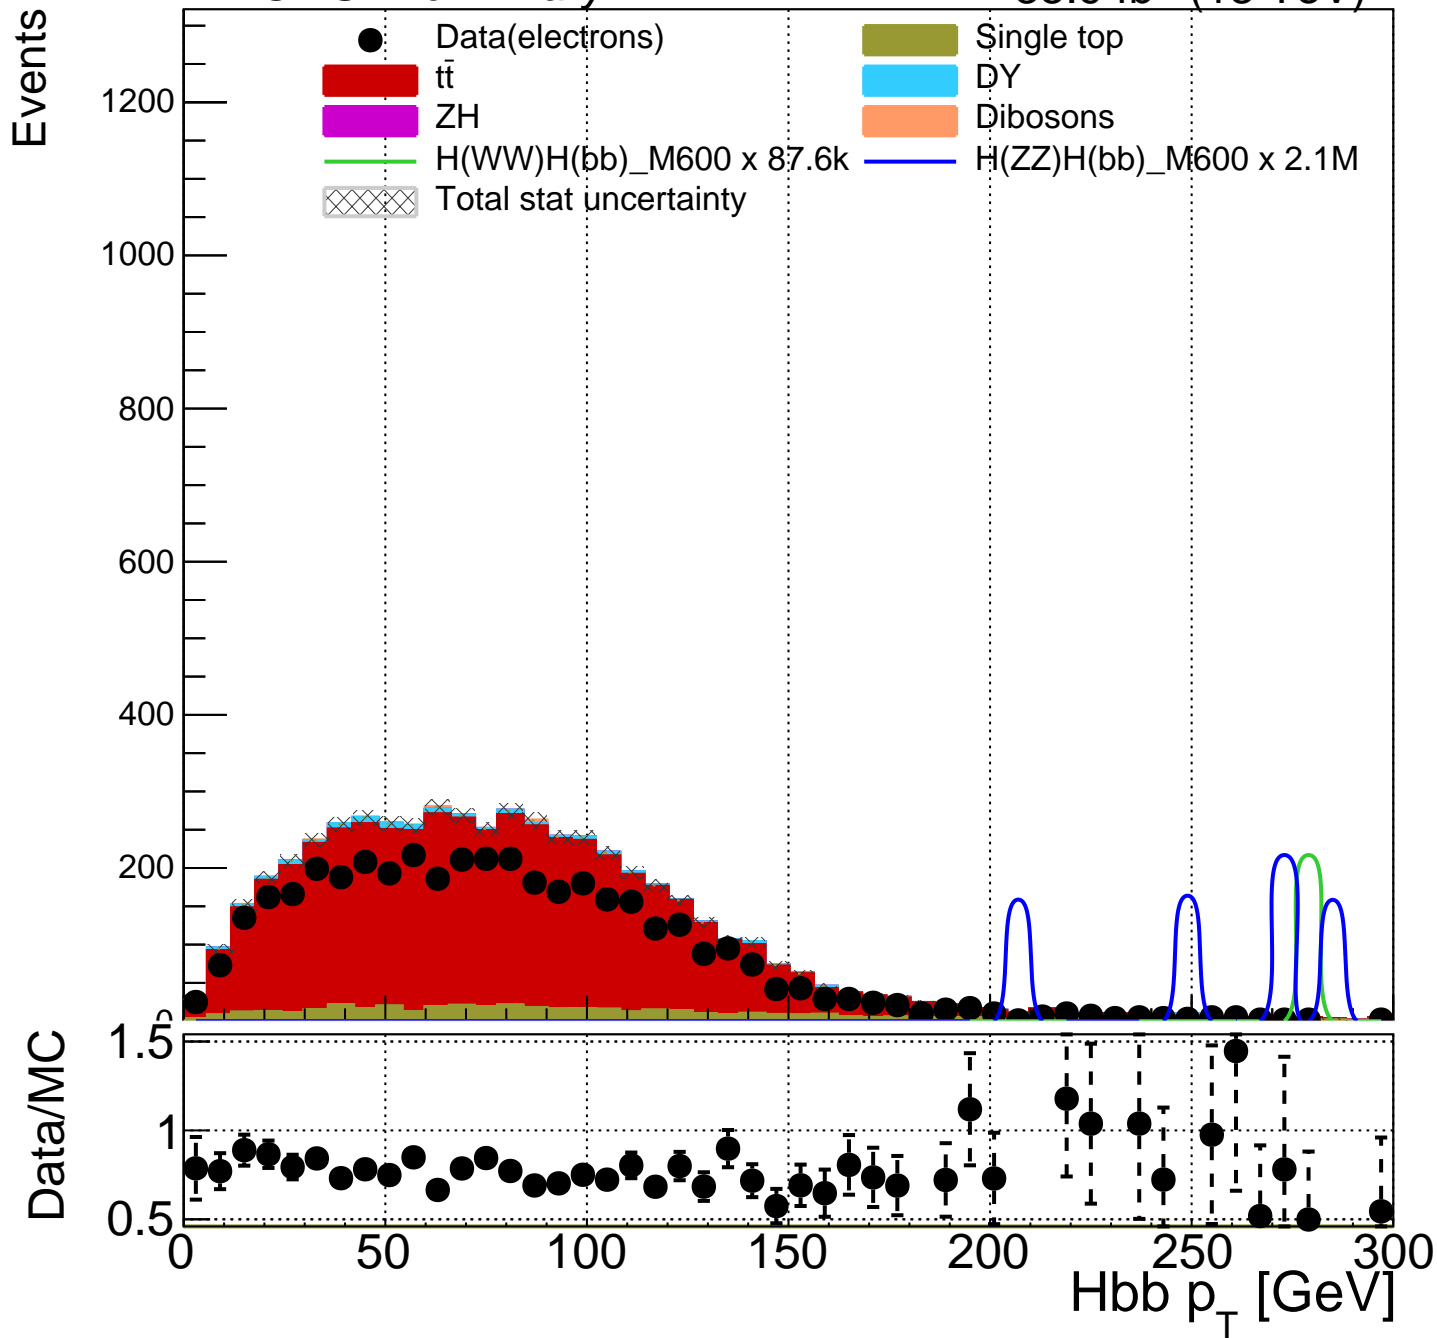 Events
Data(electrons)
Single top
tt̄
DY
ZH
Dibosons
H(WW)H(bb)_M600 x 87.6k
H(ZZ)H(bb)_M600 x 2.1M
Total stat uncertainty
1200
1000
800
600
400
200
0
Data/MC
1.5
1
0.5
0 50 100 150 200 250 300
Hbb p_T [GeV]